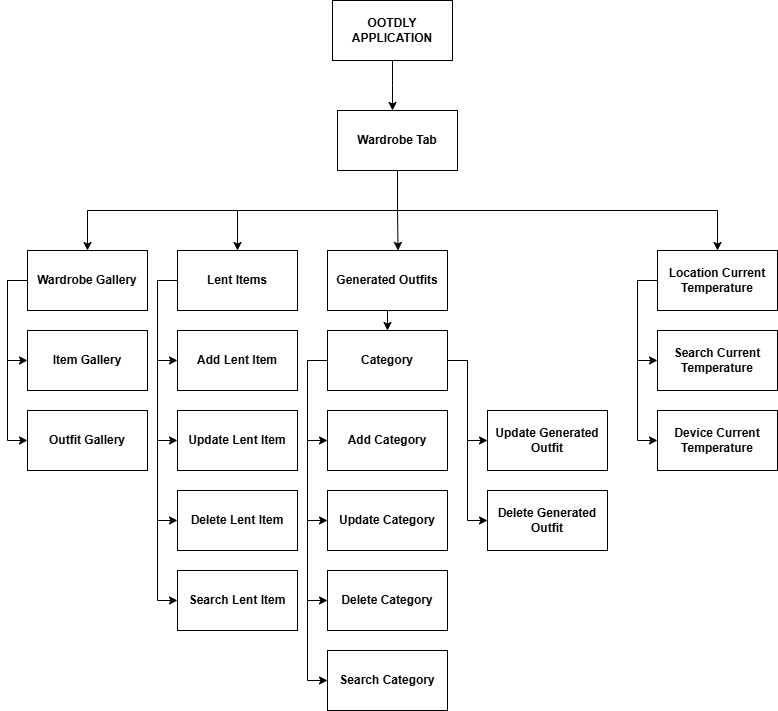 OOTDLY
APPLICATION
Wardrobe Tab
Wardrobe Gallery
Item Gallery
Outfit Gallery
Lent Items
Add Lent Item
Update Lent Item
Delete Lent Item
Search Lent Item
Generated Outfits
Category
Add Category
Update Category
Delete Category
Search Category
Update Generated
Outfit
Delete Generated
Outfit
Location Current
Temperature
Search Current
Temperature
Device Current
Temperature